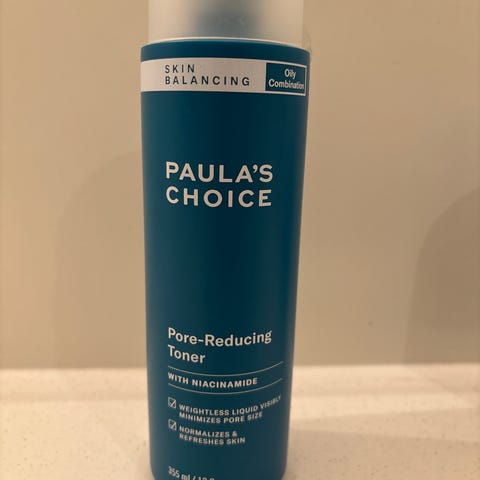 SKIN
BALANCING
Oily
Combination
PAULA'S
CHOICE
Pore-Reducing
Toner
WITH NIACINAMIDE
WEIGHTLESS LIQUID VISIBLY
MINIMIZES PORE SIZE
NORMALIZES &
REFRESHES SKIN
355 ml /